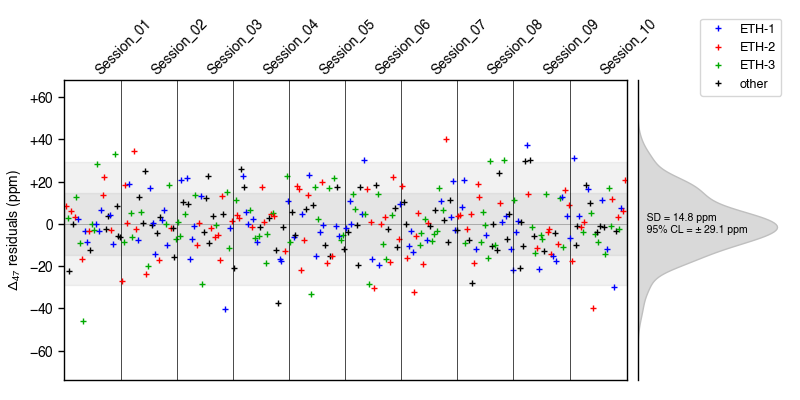 Session_01
Session_02
Session_03
Session_04
Session_05
Session_06
Session_07
Session_08
Session_09
Session_10
ETH-1
ETH-2
ETH-3
other
Δ47 residuals (ppm)
+60
+40
+20
0
−20
−40
−60
SD = 14.8 ppm
95% CL = ± 29.1 ppm